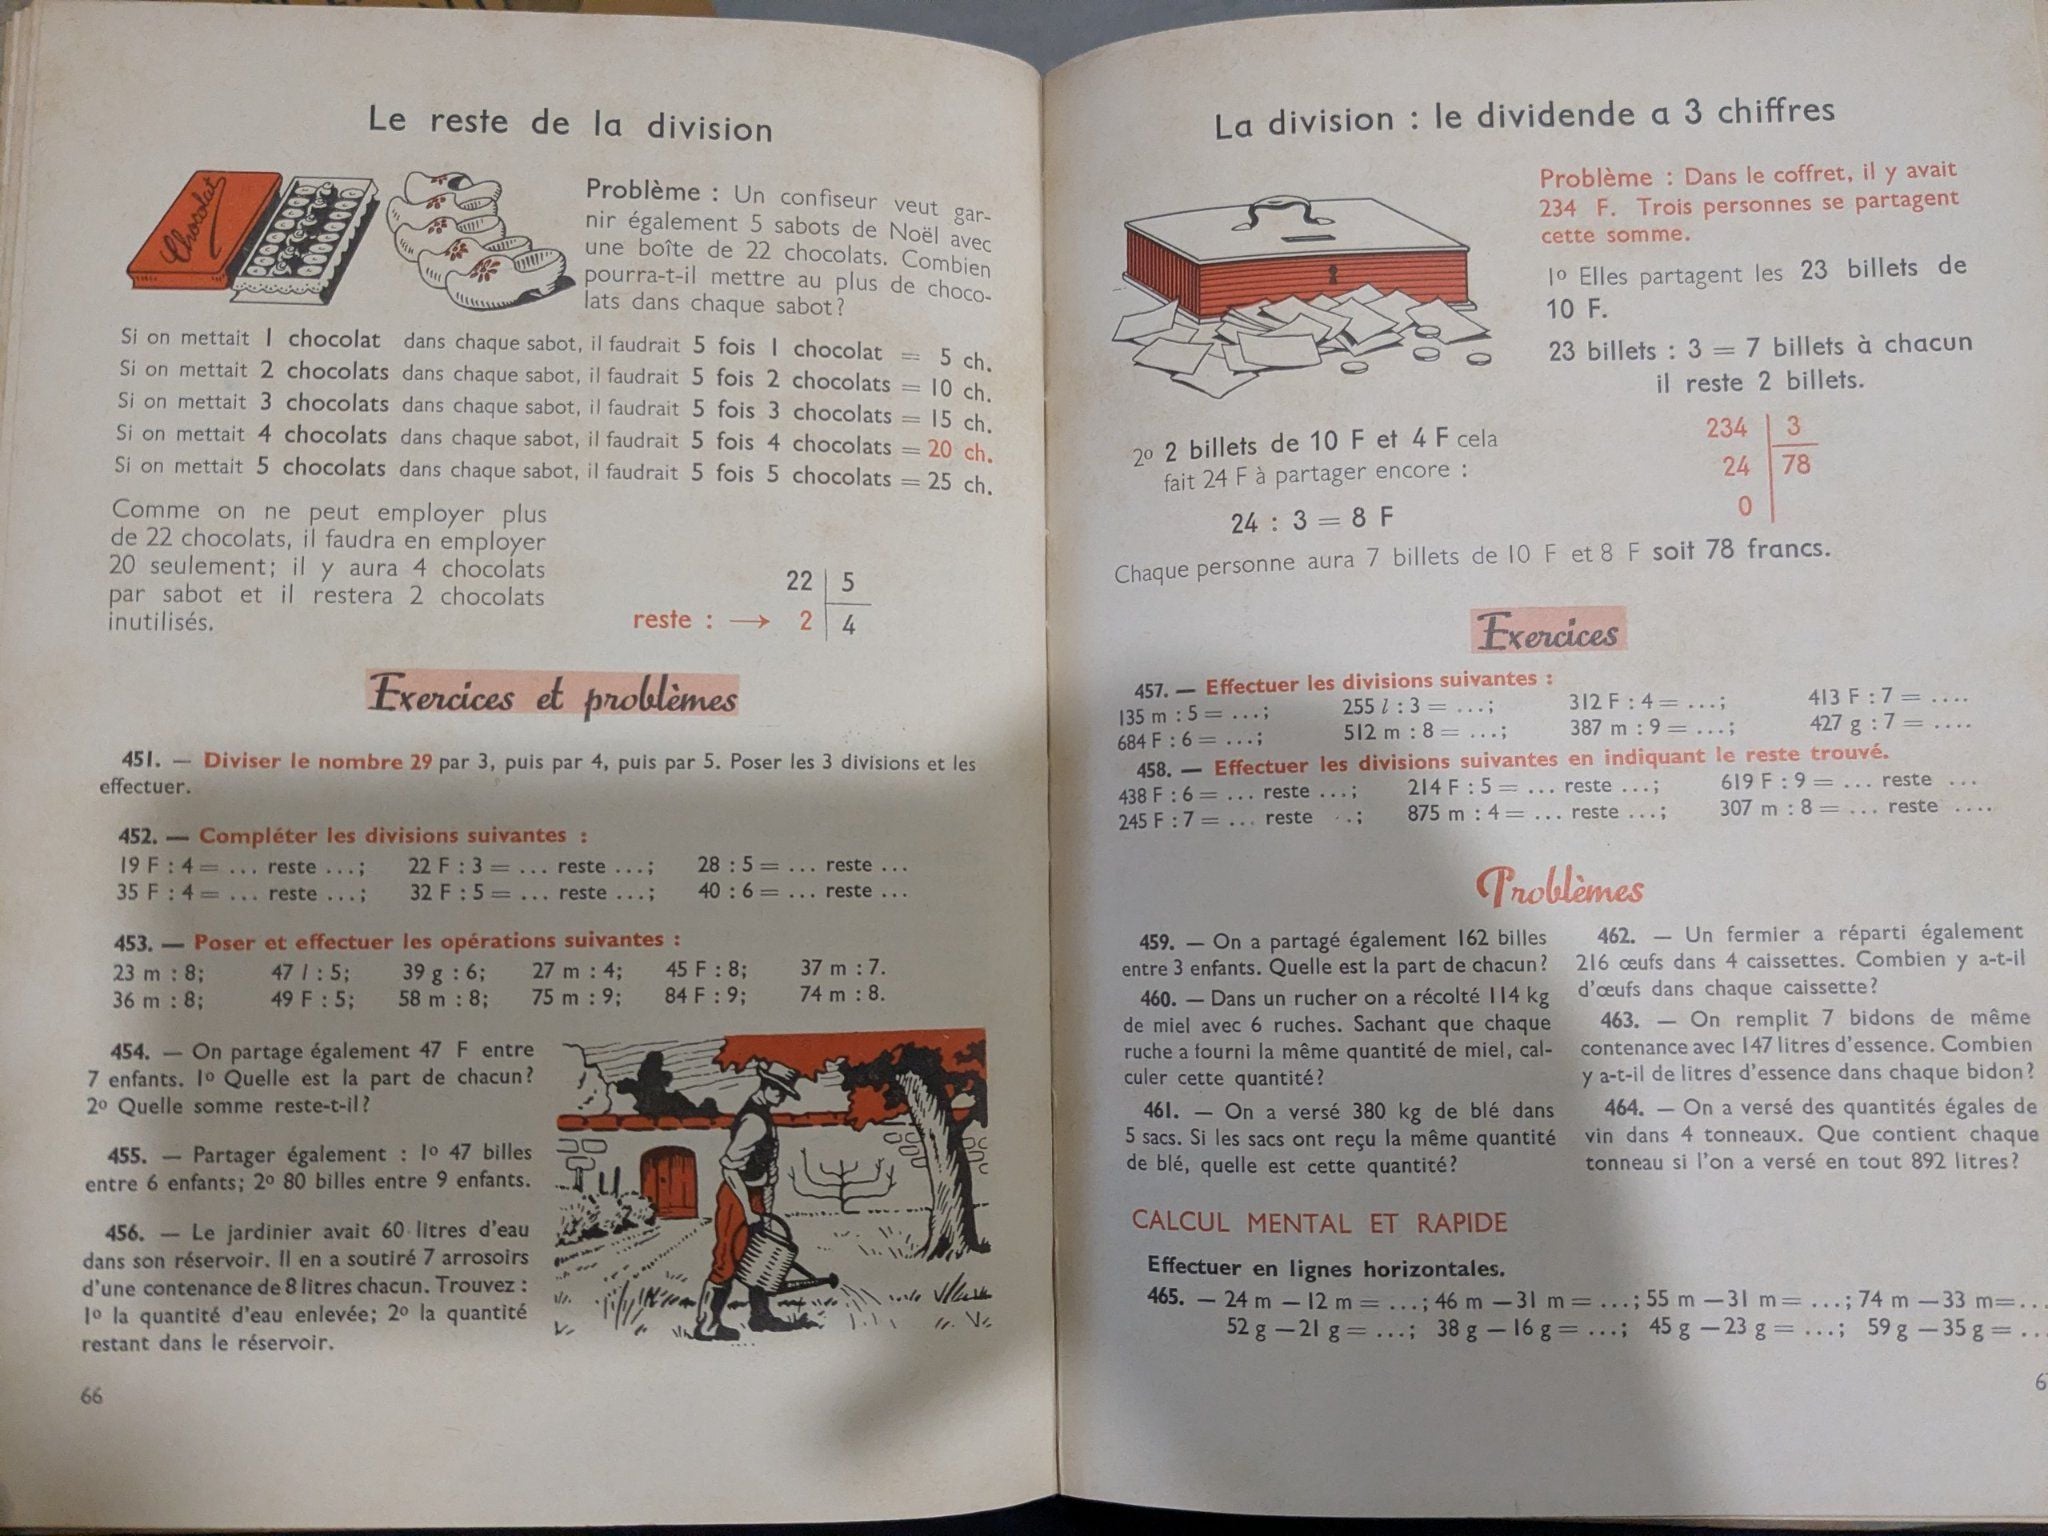 Le reste de la division
Chocolat
Problème : Un confiseur veut gar-
nir également 5 sabots de Noël avec
une boîte de 22 chocolats. Combien
pourra-t-il mettre au plus de choco-
lats dans chaque sabot?
Si on mettait 1 chocolat dans chaque sabot, il faudrait 5 fois 1 chocolat = 5 ch.
Si on mettait 2 chocolats dans chaque sabot, il faudrait 5 fois 2 chocolats = 10 ch.
Si on mettait 3 chocolats dans chaque sabot, il faudrait 5 fois 3 chocolats = 15 ch.
Si on mettait 4 chocolats dans chaque sabot, il faudrait 5 fois 4 chocolats = 20 ch.
Si on mettait 5 chocolats dans chaque sabot, il faudrait 5 fois 5 chocolats = 25 ch.
Comme on ne peut employer plus
de 22 chocolats, il faudra en employer
20 seulement; il y aura 4 chocolats
par sabot et il restera 2 chocolats
inutilisés.
22 5
reste : → 2 4
Exercices et problèmes
451. — Diviser le nombre 29 par 3, puis par 4, puis par 5. Poser les 3 divisions et les
effectuer.
452. — Compléter les divisions suivantes :
19 F : 4 = ... reste ...; 22 F : 3 = ... reste ...; 28 : 5 = ... reste ...
35 F : 4 = ... reste ...; 32 F : 5 = ... reste ...; 40 : 6 = ... reste ...
453. — Poser et effectuer les opérations suivantes :
23 m : 8; 47 l : 5; 39 g : 6; 27 m : 4; 45 F : 8; 37 m : 7.
36 m : 8; 49 F : 5; 58 m : 8; 75 m : 9; 84 F : 9; 74 m : 8.
454. — On partage également 47 F entre
7 enfants. 1º Quelle est la part de chacun?
2º Quelle somme reste-t-il?
455. — Partager également : 1º 47 billes
entre 6 enfants; 2º 80 billes entre 9 enfants.
456. — Le jardinier avait 60 litres d'eau
dans son réservoir. Il en a soutiré 7 arrosoirs
d'une contenance de 8 litres chacun. Trouvez :
1º la quantité d'eau enlevée; 2º la quantité
restant dans le réservoir.
66
La division : le dividende a 3 chiffres
Problème : Dans le coffret, il y avait
234 F. Trois personnes se partagent
cette somme.
1º Elles partagent les 23 billets de
10 F.
23 billets : 3 = 7 billets à chacun
il reste 2 billets.
2º 2 billets de 10 F et 4 F cela
fait 24 F à partager encore :
24 : 3 = 8 F
234 3
24 78
0
Chaque personne aura 7 billets de 10 F et 8 F soit 78 francs.
Exercices
457. — Effectuer les divisions suivantes :
135 m : 5 = ...; 255 l : 3 = ...; 312 F : 4 = ...; 413 F : 7 = ....
684 F : 6 = ...; 512 m : 8 = ...; 387 m : 9 = ...; 427 g : 7 = ....
458. — Effectuer les divisions suivantes en indiquant le reste trouvé.
438 F : 6 = ... reste ...; 214 F : 5 = ... reste ...; 619 F : 9 = ... reste ...
245 F : 7 = ... reste ..; 875 m : 4 = ... reste ...; 307 m : 8 = ... reste ....
Problèmes
459. — On a partagé également 162 billes
entre 3 enfants. Quelle est la part de chacun?
460. — Dans un rucher on a récolté 114 kg
de miel avec 6 ruches. Sachant que chaque
ruche a fourni la même quantité de miel, cal-
culer cette quantité?
461. — On a versé 380 kg de blé dans
5 sacs. Si les sacs ont reçu la même quantité
de blé, quelle est cette quantité?
462. — Un fermier a réparti également
216 œufs dans 4 caissettes. Combien y a-t-il
d'œufs dans chaque caissette?
463. — On remplit 7 bidons de même
contenance avec 147 litres d'essence. Combien
y a-t-il de litres d'essence dans chaque bidon?
464. — On a versé des quantités égales de
vin dans 4 tonneaux. Que contient chaque
tonneau si l'on a versé en tout 892 litres?
CALCUL MENTAL ET RAPIDE
Effectuer en lignes horizontales.
465. — 24 m — 12 m = ...; 46 m — 31 m = ...; 55 m — 31 m = ...; 74 m — 33 m = ...
52 g — 21 g = ...; 38 g — 16 g = ...; 45 g — 23 g = ...; 59 g — 35 g = ...